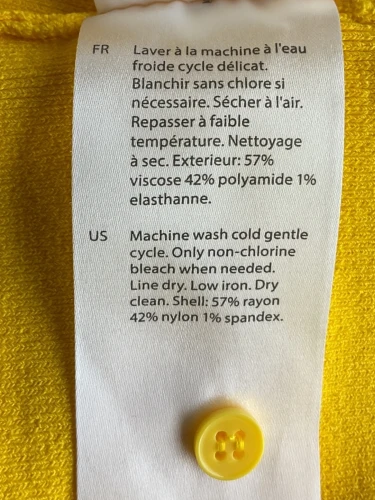 FR Laver à la machine à l'eau
froide cycle délicat.
Blanchir sans chlore si
nécessaire. Sécher à l'air.
Repasser à faible
température. Nettoyage
à sec. Exterieur: 57%
viscose 42% polyamide 1%
elasthanne.
US Machine wash cold gentle
cycle. Only non-chlorine
bleach when needed.
Line dry. Low iron. Dry
clean. Shell: 57% rayon
42% nylon 1% spandex.